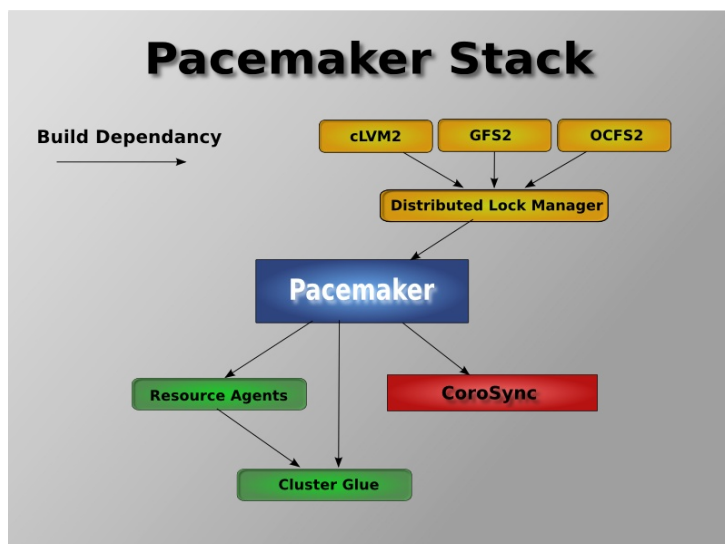 Pacemaker Stack
Build Dependancy
cLVM2
GFS2
OCFS2
Distributed Lock Manager
Pacemaker
Resource Agents
CoroSync
Cluster Glue